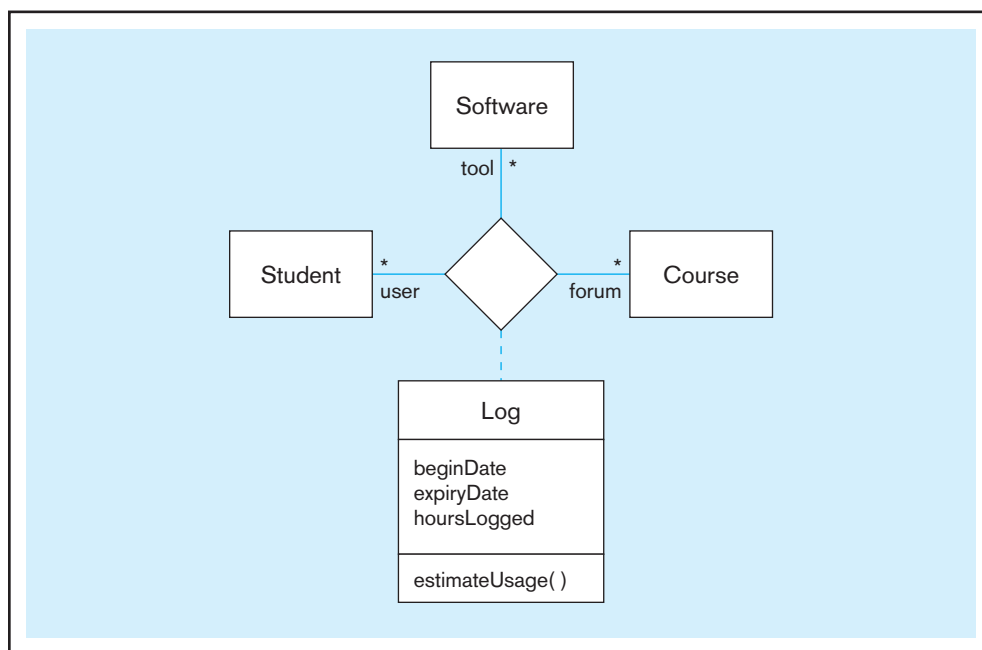 Software
tool *
* *
Student user forum Course
Log
beginDate
expiryDate
hoursLogged
estimateUsage( )